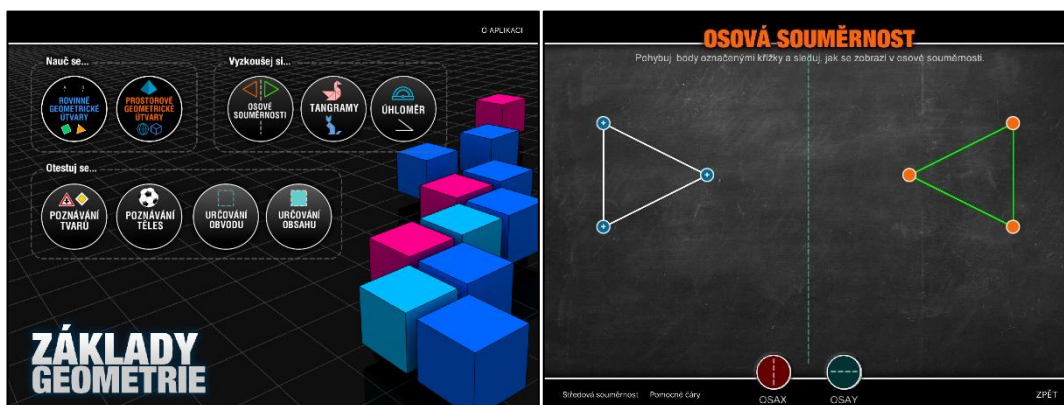 O APLIKACI
Nauč se...
ROVINNÉ
GEOMETRICKÉ
ÚTVARY
PROSTOROVÉ
GEOMETRICKÉ
ÚTVARY
Vyzkoušej si...
OSOVÉ
SOUMĚRNOSTI
TANGRAMY
ÚHLOMĚR
Otestuj se...
POZNÁVÁNÍ
TVARŮ
POZNÁVÁNÍ
TĚLES
URČOVÁNÍ
OBVODU
URČOVÁNÍ
OBSAHU
ZÁKLADY
GEOMETRIE
OSOVÁ SOUMĚRNOST
Pohybuj body označenými křížky a sleduj, jak se zobrazí v osové souměrnosti.
Středová souměrnost Pomocné čáry
OSAX
OSAY
ZPĚT